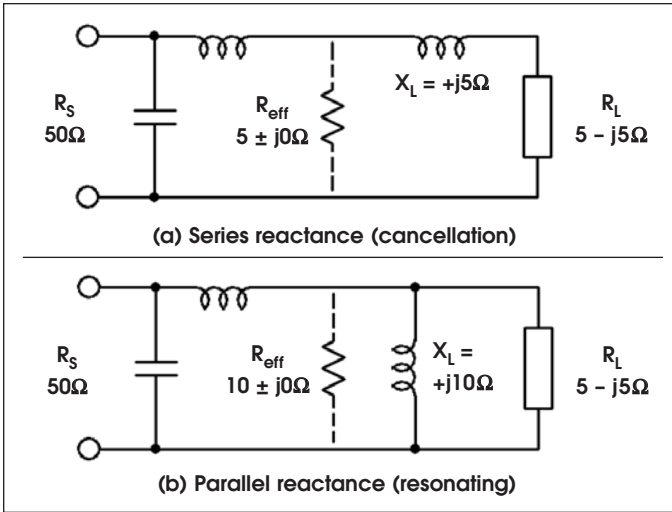 X_L = +j5Ω
R_S
50Ω
R_eff
5 ± j0Ω
R_L
5 – j5Ω
(a) Series reactance (cancellation)
R_S
50Ω
R_eff
10 ± j0Ω
X_L =
+j10Ω
R_L
5 – j5Ω
(b) Parallel reactance (resonating)